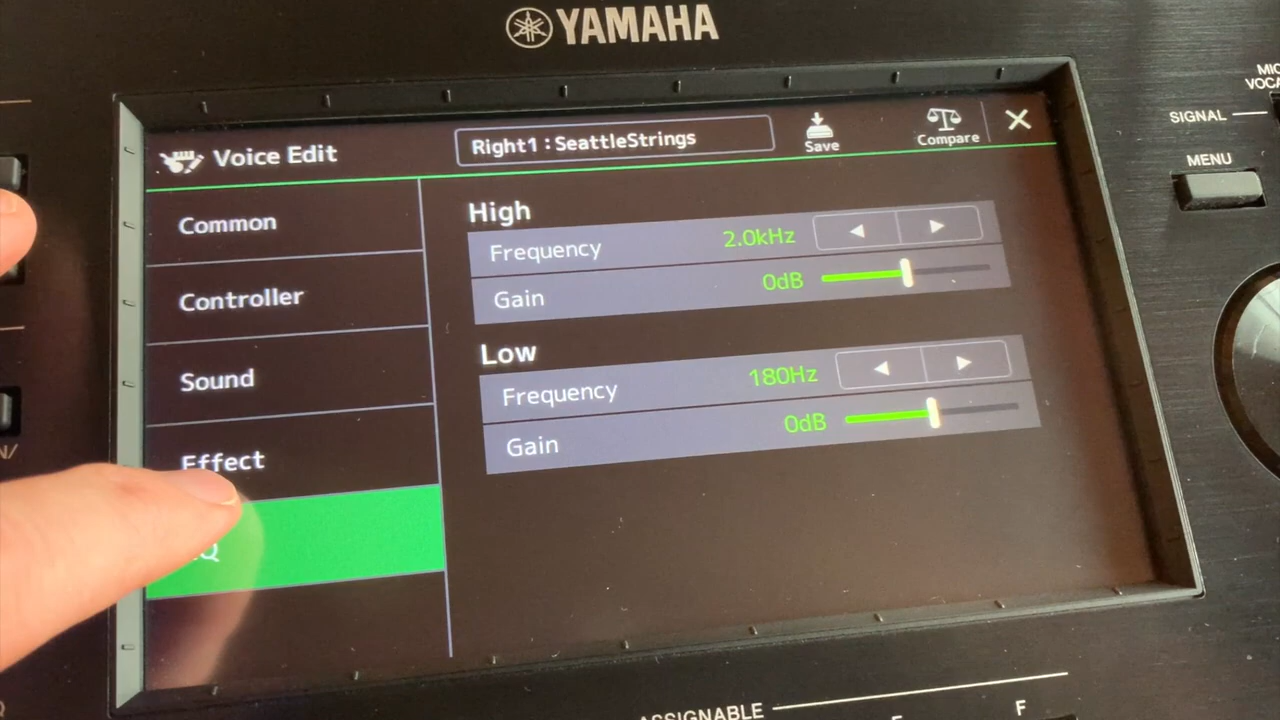 YAMAHA
Voice Edit
Right1 : SeattleStrings
Save
Compare
Common
Controller
Sound
Effect
High
Frequency 2.0kHz
Gain 0dB
Low
Frequency 180Hz
Gain 0dB
SIGNAL
MENU
F